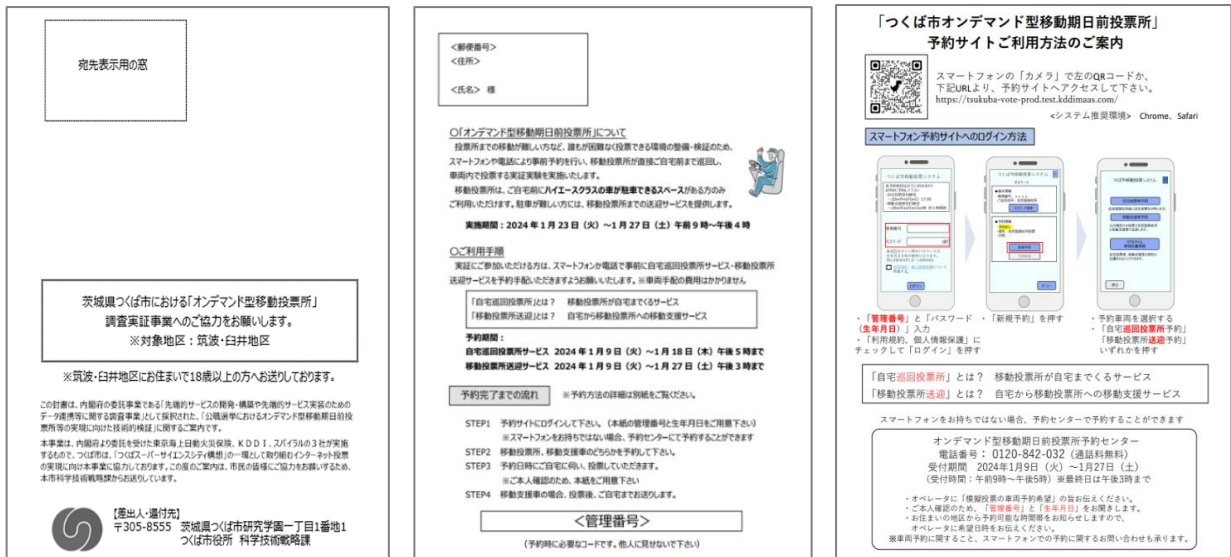 宛先表示用の窓
茨城県つくば市における「オンデマンド型移動投票所」
調査実証事業へのご協力をお願いします。
※対象地区：筑波・臼井地区
※筑波・臼井地区にお住まいで18歳以上の方へお送りしております。
この封書は、内閣府の委託事業である「先端的サービスの開発・構築や先端的サービス実装のための
データ連携等に関する調査事業」として採択された、「公職選挙におけるオンデマンド型移動期日前投
票所等の実現に向けた技術的検証」に関するご案内です。
本事業は、内閣府より委託を受けた東京海上日動火災保険、ＫＤＤＩ、スパイラルの３社が実施
するもので、つくば市は、「つくばスーパーサイエンスシティ構想」の一環として取り組むインターネット投票
の実現に向け本事業に協力しております。この度のご案内は、市民の皆様にご協力をお願いするため、
本市科学技術戦略課からお送りしています。
【差出人・還付先】
〒305-8555 茨城県つくば市研究学園一丁目1番地1
つくば市役所 科学技術戦略課
＜郵便番号＞
＜住所＞
＜氏名＞ 様
〇「オンデマンド型移動期日前投票所」について
投票所までの移動が難しい方など、誰もが困難なく投票できる環境の整備・検証のため、
スマートフォンや電話により事前予約を行い、移動投票所が直接ご自宅前まで巡回し、
車両内で投票する実証実験を実施いたします。
移動投票所は、ご自宅前にハイエースクラスの車が駐車できるスペースがある方のみ
ご利用いただけます。駐車が難しい方には、移動投票所までの送迎サービスを提供します。
実施期間：2024 年 1 月 23 日（火）～1 月 27 日（土）午前 9 時～午後 4 時
〇ご利用手順
実証にご参加いただける方は、スマートフォンか電話で事前に自宅巡回投票所サービス・移動投票所
送迎サービスを予約手配いただきますようお願いいたします。※車両手配の費用はかかりません
「自宅巡回投票所」とは？ 移動投票所が自宅までくるサービス
「移動投票所送迎」とは？ 自宅から移動投票所への移動支援サービス
予約期間：
自宅巡回投票所サービス 2024 年 1 月 9 日（火）～1 月 18 日（木）午後 5 時まで
移動投票所送迎サービス 2024 年 1 月 9 日（火）～1 月 27 日（土）午後 3 時まで
予約完了までの流れ ※予約方法の詳細は別紙をご覧ください。
STEP1 予約サイトにログインして下さい。（本紙の管理番号と生年月日をご用意下さい）
※スマートフォンをお持ちではない場合、予約センターにて予約することができます
STEP2 移動投票所、移動支援車のどちらかを予約して下さい。
STEP3 予約日時にご自宅に伺い、投票していただきます。
※ご本人確認のため、本紙をご用意下さい
STEP4 移動支援車の場合、投票後、ご自宅までお送りします。
＜管理番号＞
（予約時に必要なコードです。他人に見せないで下さい）
「つくば市オンデマンド型移動期日前投票所」
予約サイトご利用方法のご案内
スマートフォンの「カメラ」で左のQRコードか、
下記URLより、予約サイトへアクセスして下さい。
https://tsukuba-vote-prod.test.kddimaas.com/
<システム推奨環境> Chrome、Safari
スマートフォン予約サイトへのログイン方法
つくば市移動投票システム
つくば市移動投票システム
つくば市移動投票システム
・「管理番号」と「パスワード
（生年月日）」入力
・「利用規約、個人情報保護」に
チェックして「ログイン」を押す
・「新規予約」を押す
・予約車両を選択する
・「自宅巡回投票所予約」
「移動投票所送迎予約」
いずれかを押す
「自宅巡回投票所」とは？ 移動投票所が自宅までくるサービス
「移動投票所送迎」とは？ 自宅から移動投票所への移動支援サービス
スマートフォンをお持ちではない場合、予約センターで予約することができます
オンデマンド型移動期日前投票所予約センター
電話番号： 0120-842-032（通話料無料）
受付期間 2024年1月9日（火）～1月27日（土）
（受付時間：午前9時～午後5時）※最終日は午後3時まで
・オペレータに「模擬投票の車両予約希望」の旨お伝えください。
・ご本人確認のため、「管理番号」と「生年月日」をお聞きします。
・お住まいの地区から予約可能な時間帯をお知らせしますので、
オペレータに希望日時をお伝えください。
※車両予約に関すること、スマートフォンでの予約に関するお問い合わせも承ります。